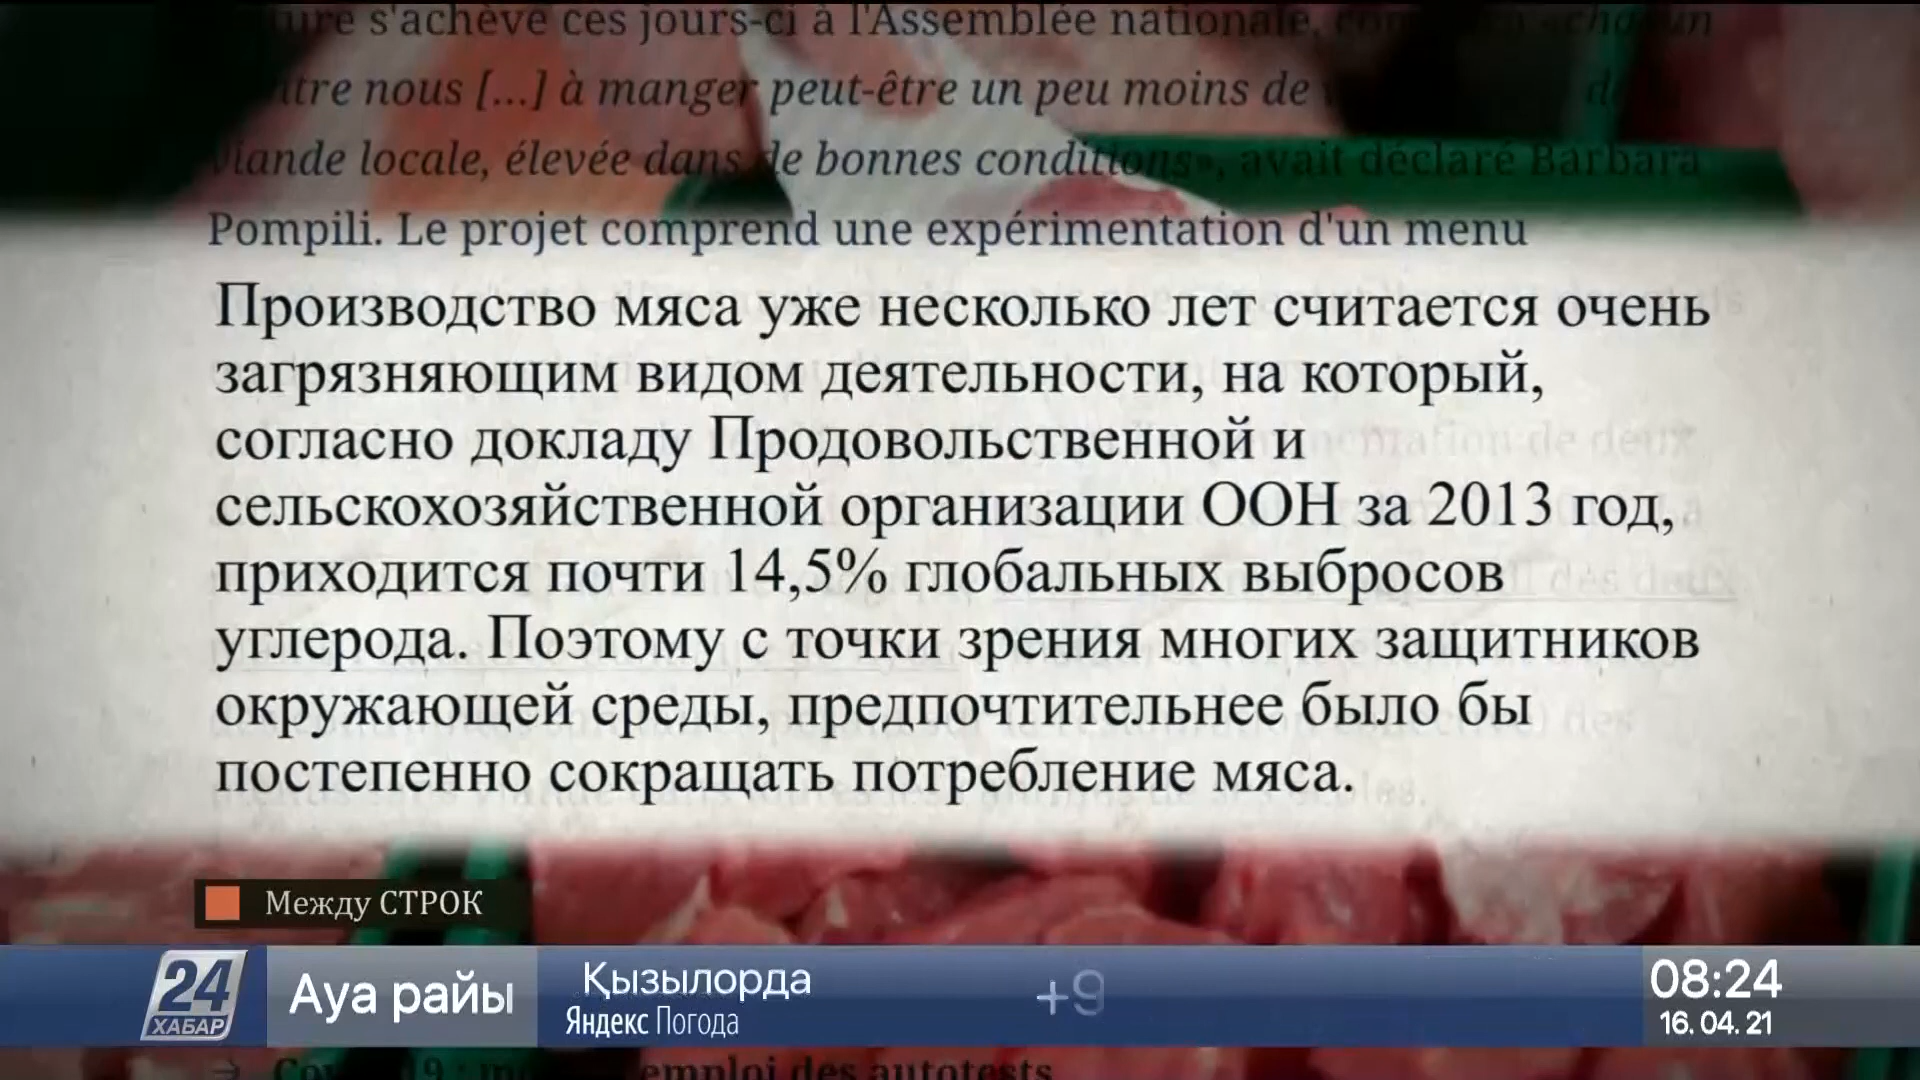 s'achève ces jours-ci à l'Assemblée nationale,
nous [...] à manger peut-être un peu moins de
viande locale, élevée dans de bonnes conditions», avait déclaré Barbara
Pompili. Le projet comprend une expérimentation d'un menu
Производство мяса уже несколько лет считается очень
загрязняющим видом деятельности, на который,
согласно докладу Продовольственной и
сельскохозяйственной организации ООН за 2013 год,
приходится почти 14,5% глобальных выбросов
углерода. Поэтому с точки зрения многих защитников
окружающей среды, предпочтительнее было бы
постепенно сокращать потребление мяса.
Между СТРОК
24
ХАБАР
Ауа райы
Қызылорда
Яндекс Погода
+9
08:24
16.04.21
emploi des autotests